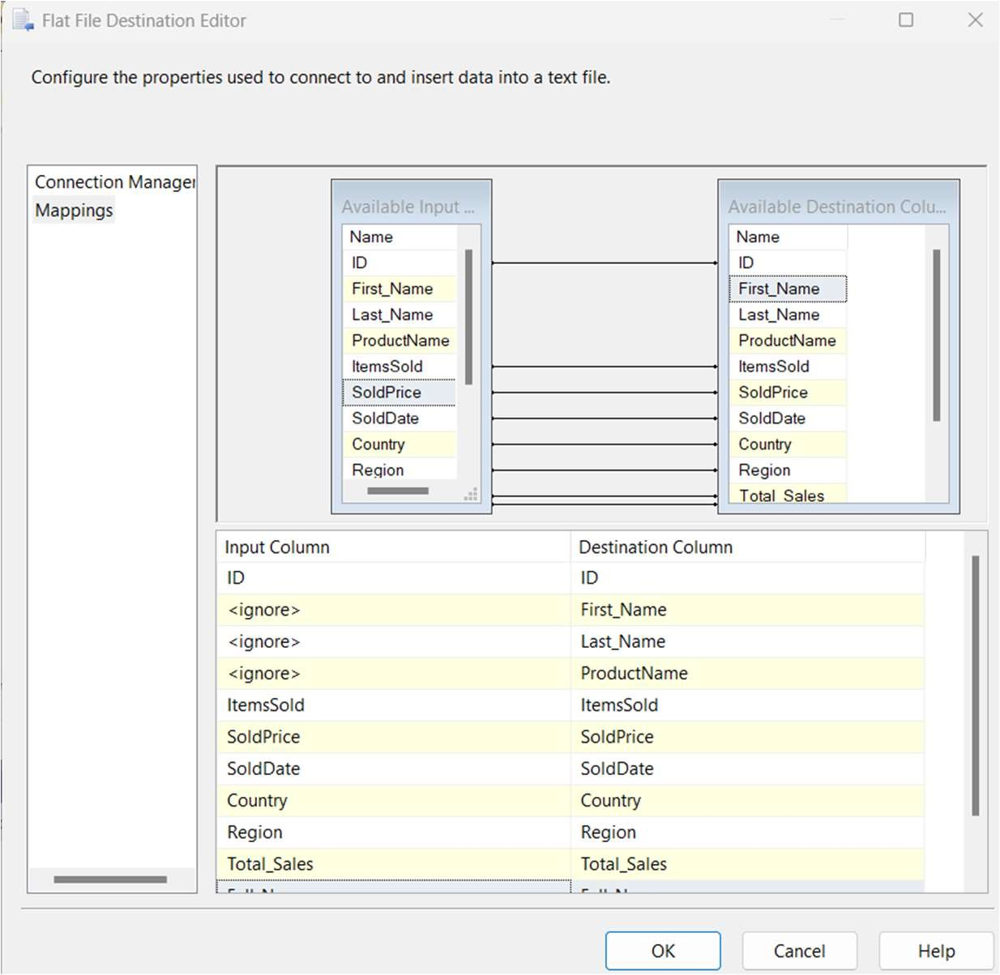 Flat File Destination Editor
Configure the properties used to connect to and insert data into a text file.
Connection Manager
Mappings
Available Input ...
Name
ID
First_Name
Last_Name
ProductName
ItemsSold
SoldPrice
SoldDate
Country
Region
Available Destination Colu...
Name
ID
First_Name
Last_Name
ProductName
ItemsSold
SoldPrice
SoldDate
Country
Region
Total_Sales
Input Column Destination Column
ID ID
<ignore> First_Name
<ignore> Last_Name
<ignore> ProductName
ItemsSold ItemsSold
SoldPrice SoldPrice
SoldDate SoldDate
Country Country
Region Region
Total_Sales Total_Sales
OK Cancel Help